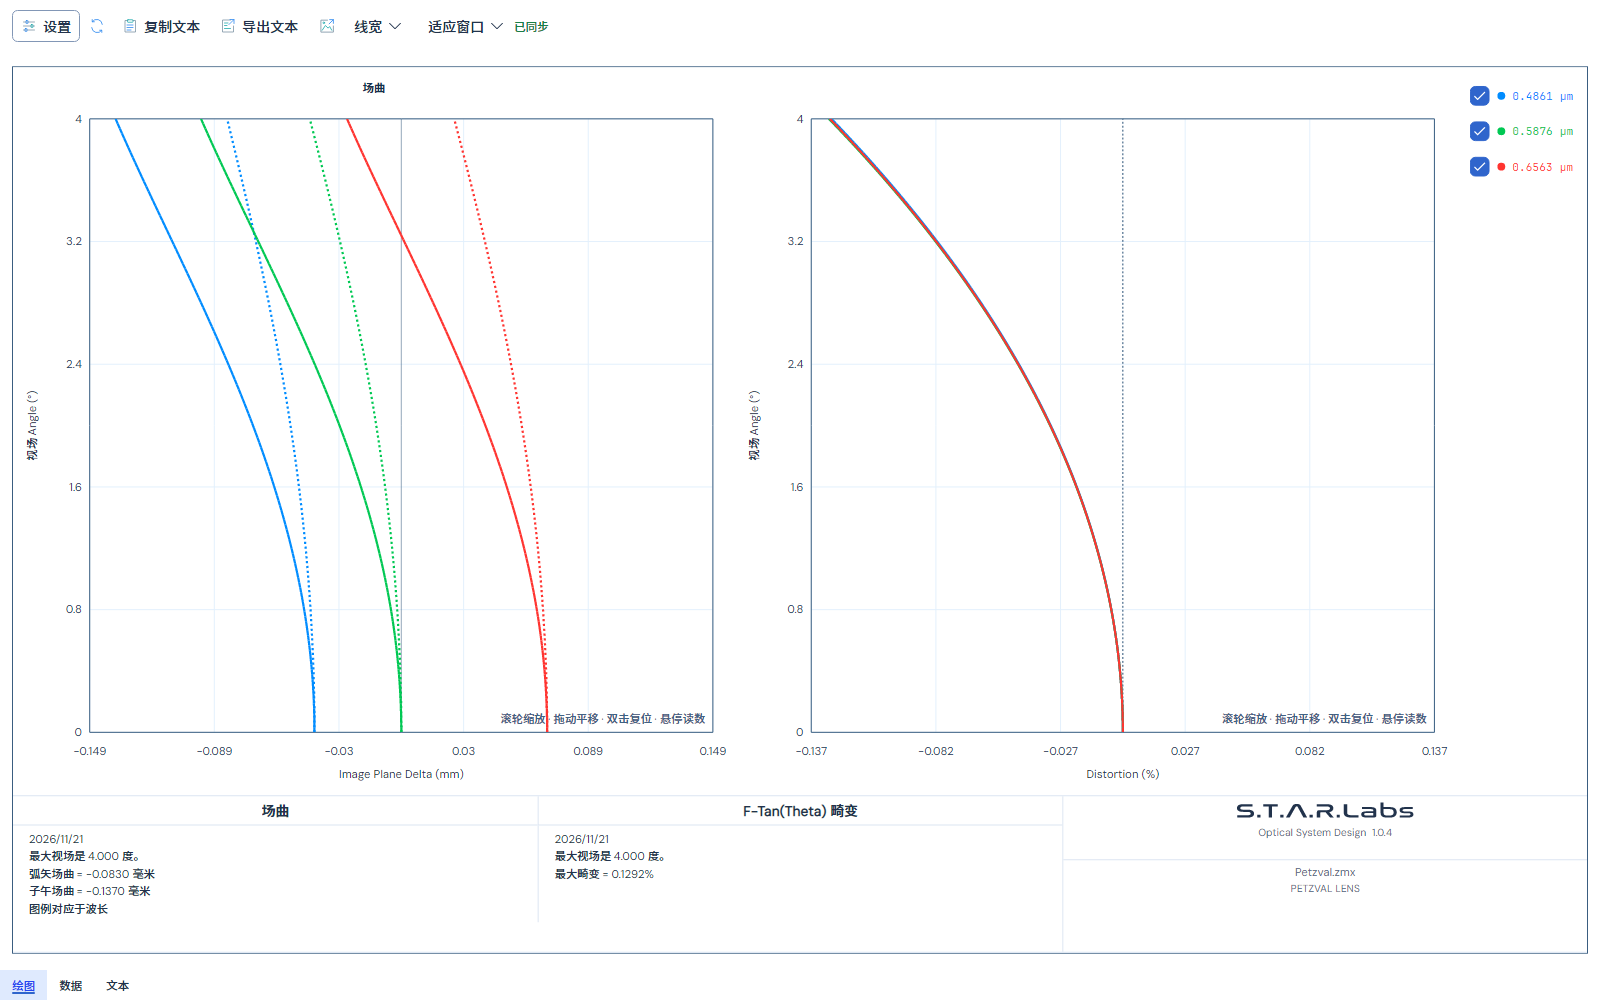 设置 复制文本 导出文本 线宽 适应窗口 已同步
场曲
0.4861 μm
0.5876 μm
0.6563 μm
4
3.2
2.4
1.6
0.8
0
视场 Angle (°)
-0.149 -0.089 -0.03 0.03 0.089 0.149
Image Plane Delta (mm)
滚轮缩放 · 拖动平移 · 双击复位 · 悬停读数
4
3.2
2.4
1.6
0.8
0
视场 Angle (°)
-0.137 -0.082 -0.027 0.027 0.082 0.137
Distortion (%)
滚轮缩放 · 拖动平移 · 双击复位 · 悬停读数
场曲
2026/11/21
最大视场是 4.000 度。
弧矢场曲 = -0.0830 毫米
子午场曲 = -0.1370 毫米
图例对应于波长
F-Tan(Theta) 畸变
2026/11/21
最大视场是 4.000 度。
最大畸变 = 0.1292%
S.T.A.R.Labs
Optical System Design 1.0.4
Petzval.zmx
PETZVAL LENS
绘图 数据 文本